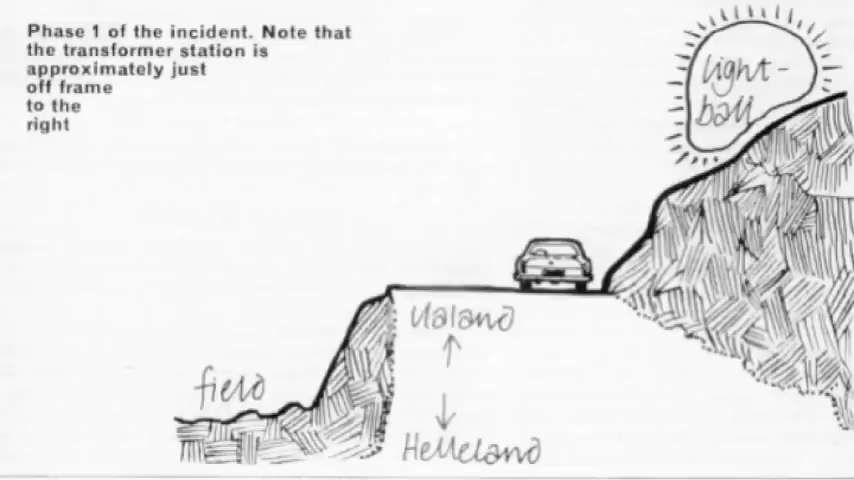 Phase 1 of the incident. Note that
the transformer station is
approximately just
off frame
to the
right
light-
ball
Ualand
field
Helleland